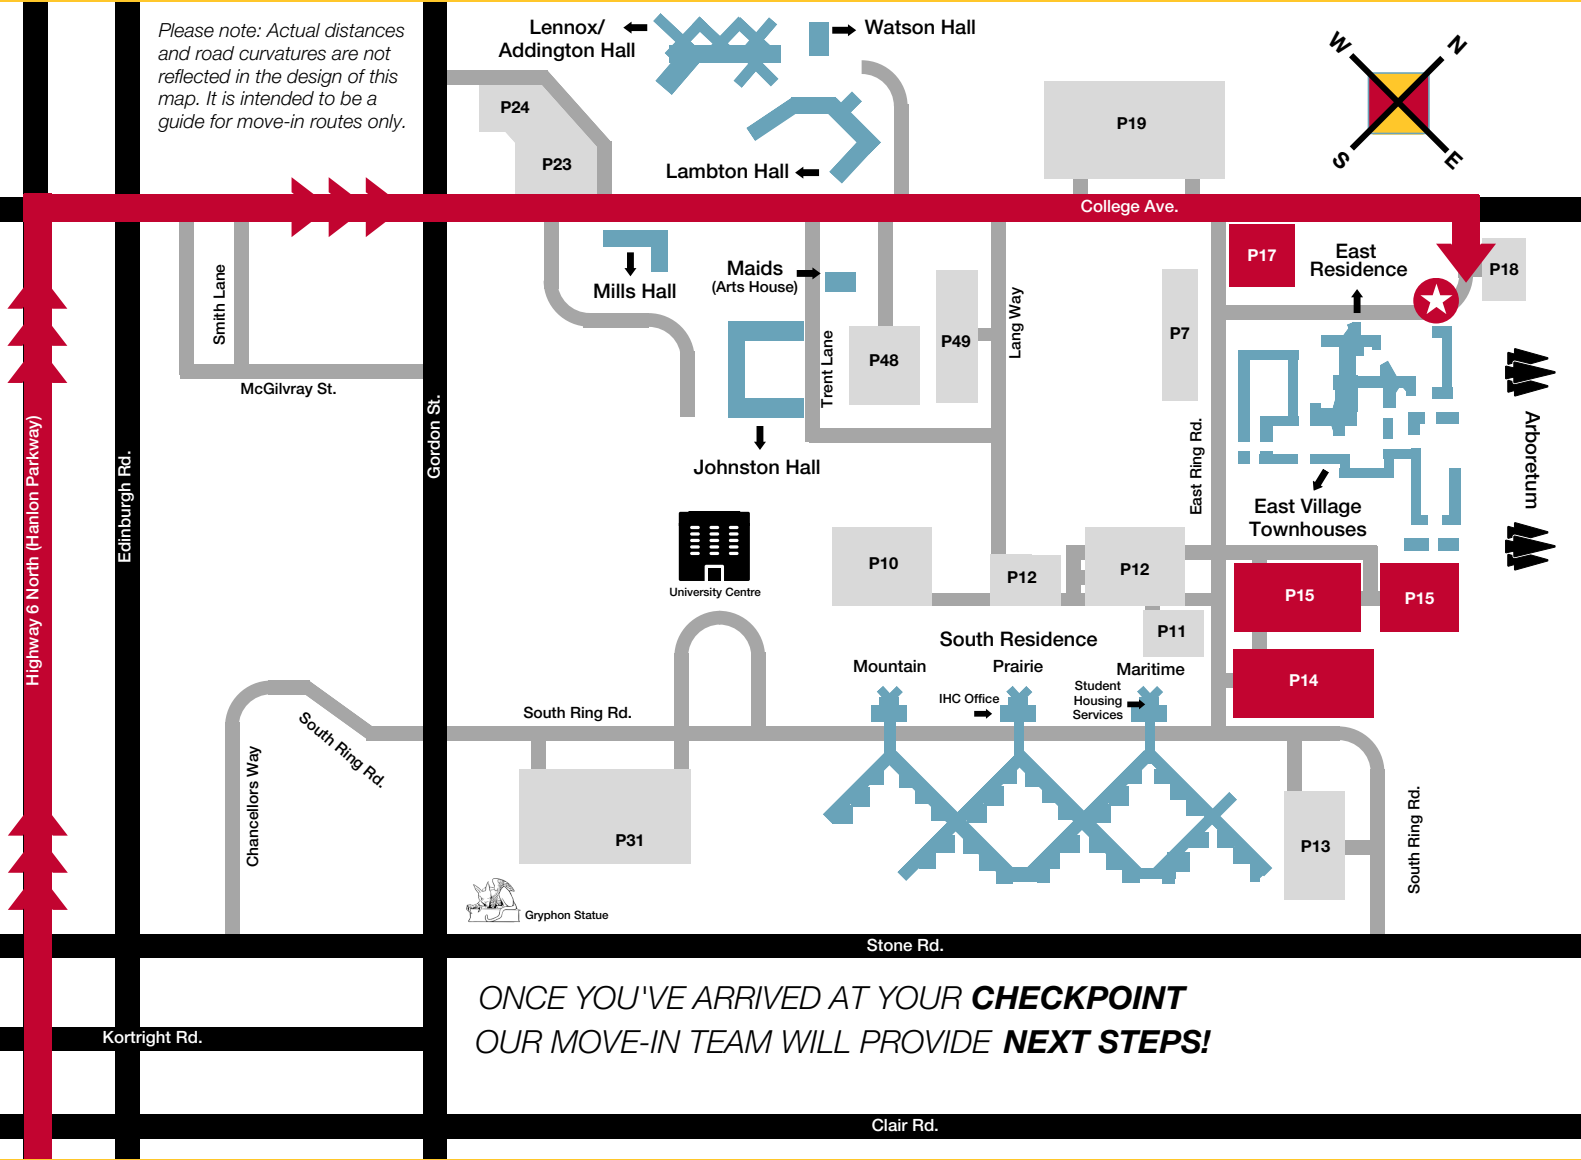 Please note: Actual distances
and road curvatures are not
reflected in the design of this
map. It is intended to be a
guide for move-in routes only.
Lennox/
Addington Hall
Watson Hall
Lambton Hall
P24
P23
P19
W
N
S
E
College Ave.
Smith Lane
McGilvray St.
Highway 6 North (Hanlon Parkway)
Edinburgh Rd.
Gordon St.
Mills Hall
Maids
(Arts House)
Johnston Hall
Trent Lane
P48
P49
Lang Way
P7
East Ring Rd.
P17
East
Residence
P18
Arboretum
East Village
Townhouses
University Centre
P10
P12
P12
P11
P15
P15
P14
South Residence
Mountain
Prairie
Maritime
IHC Office
Student
Housing
Services
South Ring Rd.
South Ring Rd.
Chancellors Way
P31
P13
South Ring Rd.
Gryphon Statue
Stone Rd.
ONCE YOU'VE ARRIVED AT YOUR CHECKPOINT
OUR MOVE-IN TEAM WILL PROVIDE NEXT STEPS!
Kortright Rd.
Clair Rd.